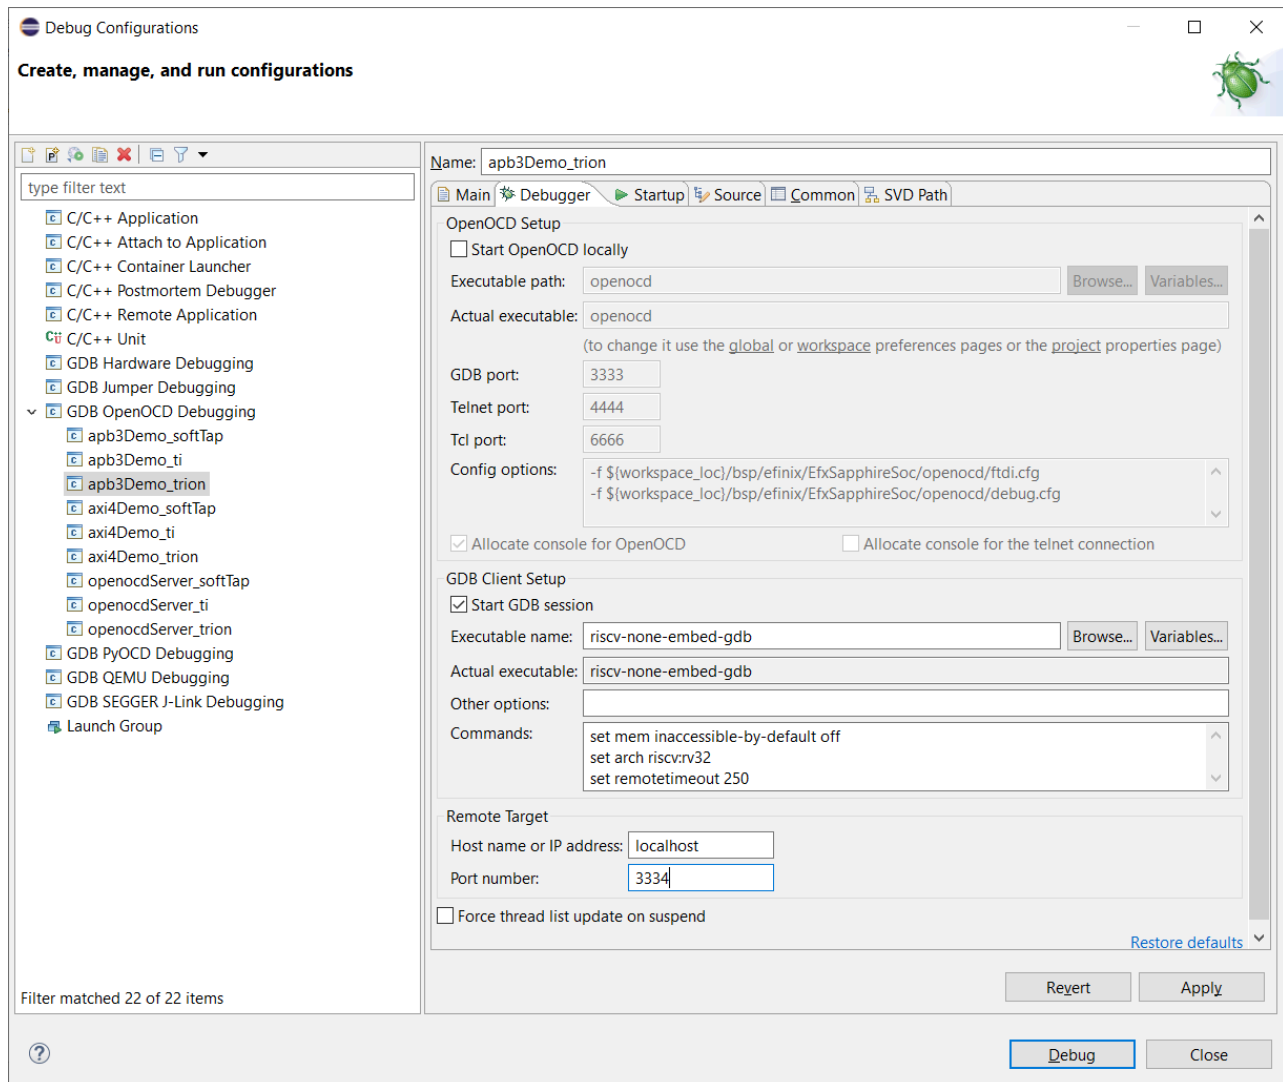 Debug Configurations
Create, manage, and run configurations
type filter text
C/C++ Application
C/C++ Attach to Application
C/C++ Container Launcher
C/C++ Postmortem Debugger
C/C++ Remote Application
C/C++ Unit
GDB Hardware Debugging
GDB Jumper Debugging
GDB OpenOCD Debugging
apb3Demo_softTap
apb3Demo_ti
apb3Demo_trion
axi4Demo_softTap
axi4Demo_ti
axi4Demo_trion
openocdServer_softTap
openocdServer_ti
openocdServer_trion
GDB PyOCD Debugging
GDB QEMU Debugging
GDB SEGGER J-Link Debugging
Launch Group
Filter matched 22 of 22 items
Name: apb3Demo_trion
Main Debugger Startup Source Common SVD Path
OpenOCD Setup
Start OpenOCD locally
Executable path: openocd Browse... Variables...
Actual executable: openocd
(to change it use the global or workspace preferences pages or the project properties page)
GDB port: 3333
Telnet port: 4444
Tcl port: 6666
Config options: -f ${workspace_loc}/bsp/efinix/EfxSapphireSoc/openocd/ftdi.cfg
-f ${workspace_loc}/bsp/efinix/EfxSapphireSoc/openocd/debug.cfg
Allocate console for OpenOCD Allocate console for the telnet connection
GDB Client Setup
Start GDB session
Executable name: riscv-none-embed-gdb Browse... Variables...
Actual executable: riscv-none-embed-gdb
Other options:
Commands: set mem inaccessible-by-default off
set arch riscv:rv32
set remotetimeout 250
Remote Target
Host name or IP address: localhost
Port number: 3334
Force thread list update on suspend
Restore defaults
Revert Apply
Debug Close